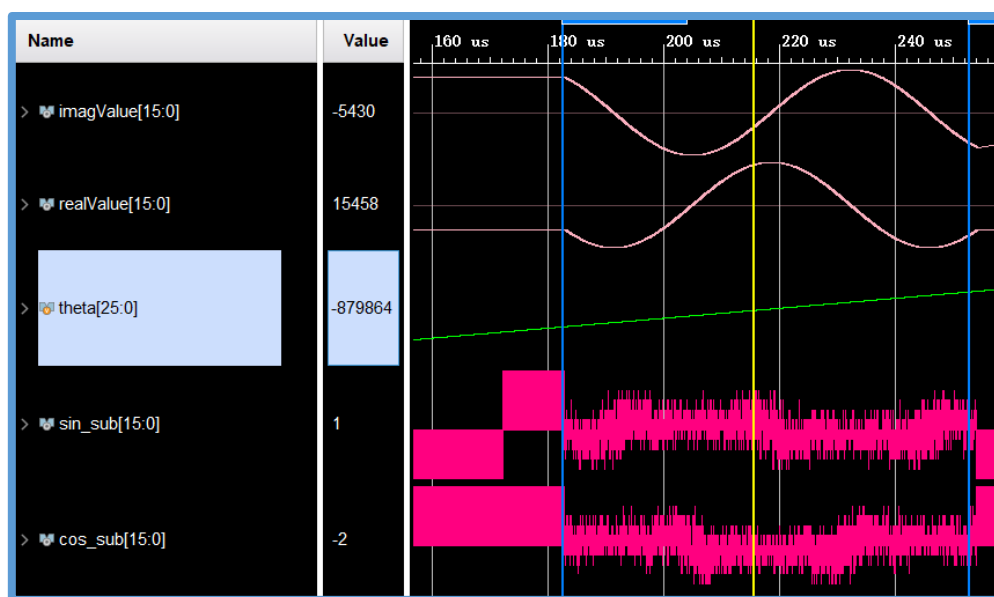 Name Value 160 us 180 us 200 us 220 us 240 us
imagValue[15:0] -5430
realValue[15:0] 15458
theta[25:0] -879864
sin_sub[15:0] 1
cos_sub[15:0] -2